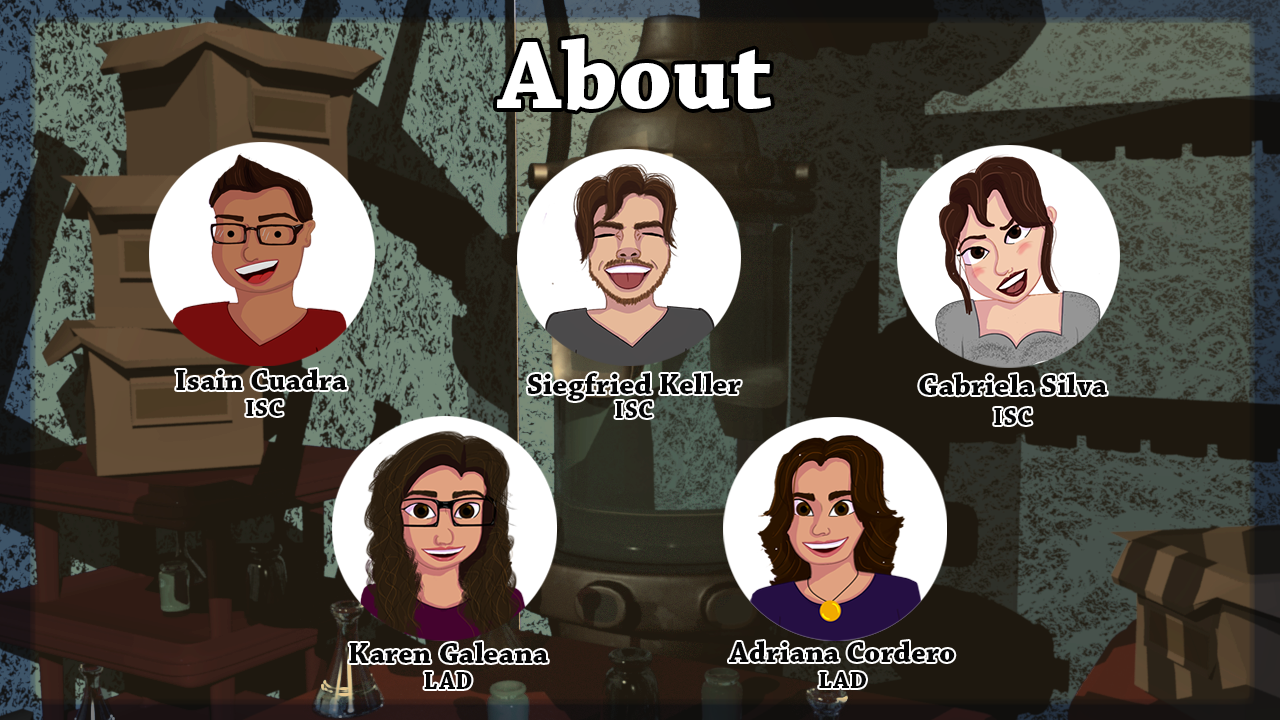 About
Isain Cuadra
ISC
Siegfried Keller
ISC
Gabriela Silva
ISC
Karen Galeana
LAD
Adriana Cordero
LAD